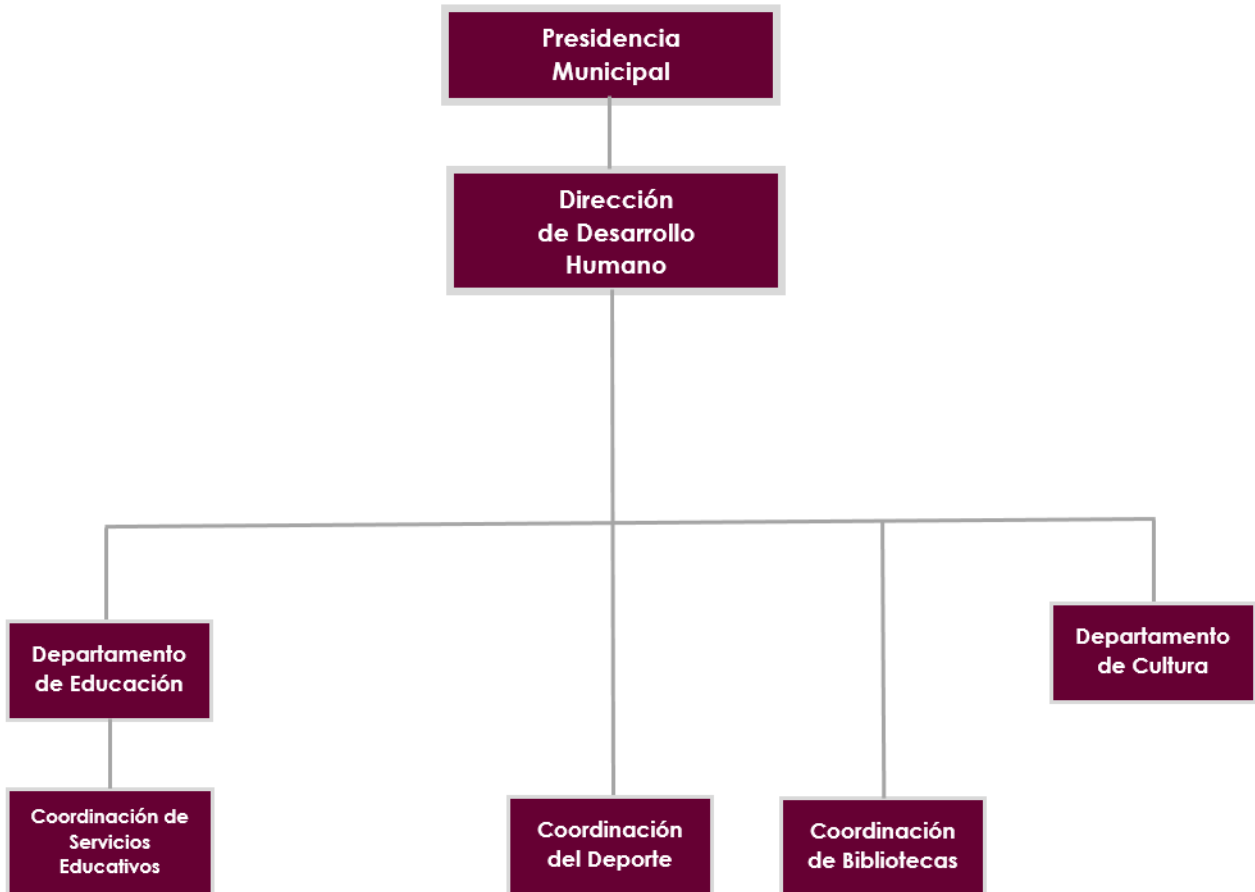 Presidencia
Municipal
Dirección
de Desarrollo
Humano
Departamento
de Educación
Departamento
de Cultura
Coordinación de
Servicios
Educativos
Coordinación
del Deporte
Coordinación
de Bibliotecas